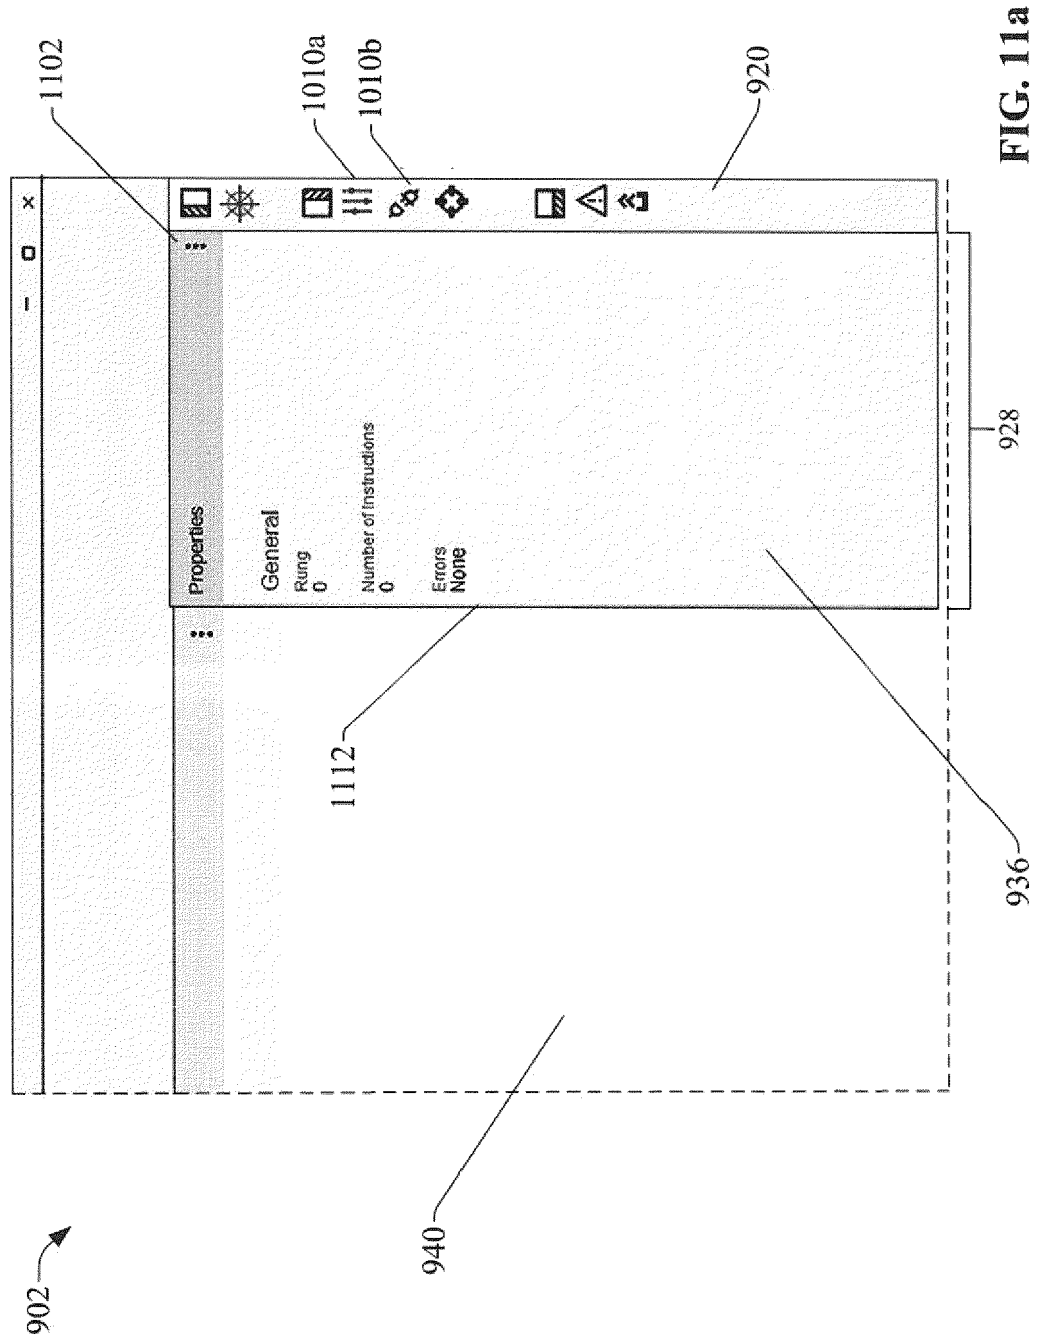 902
1102
1010a
1010b
920
Properties
General
Rung
0
Number of Instructions
0
Errors
None
1112
940
936
928
FIG. 11a